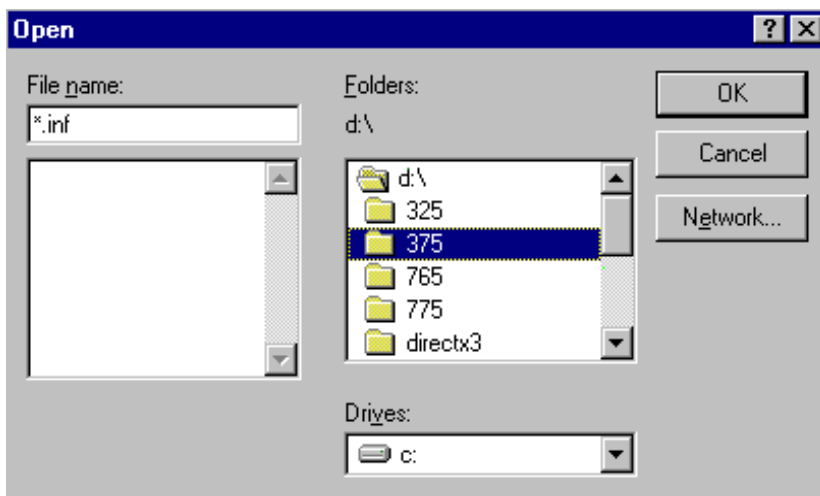 Open
File name:
*.inf
Folders:
d:\
d:\
325
375
765
775
directx3
Drives:
c:
OK
Cancel
Network...